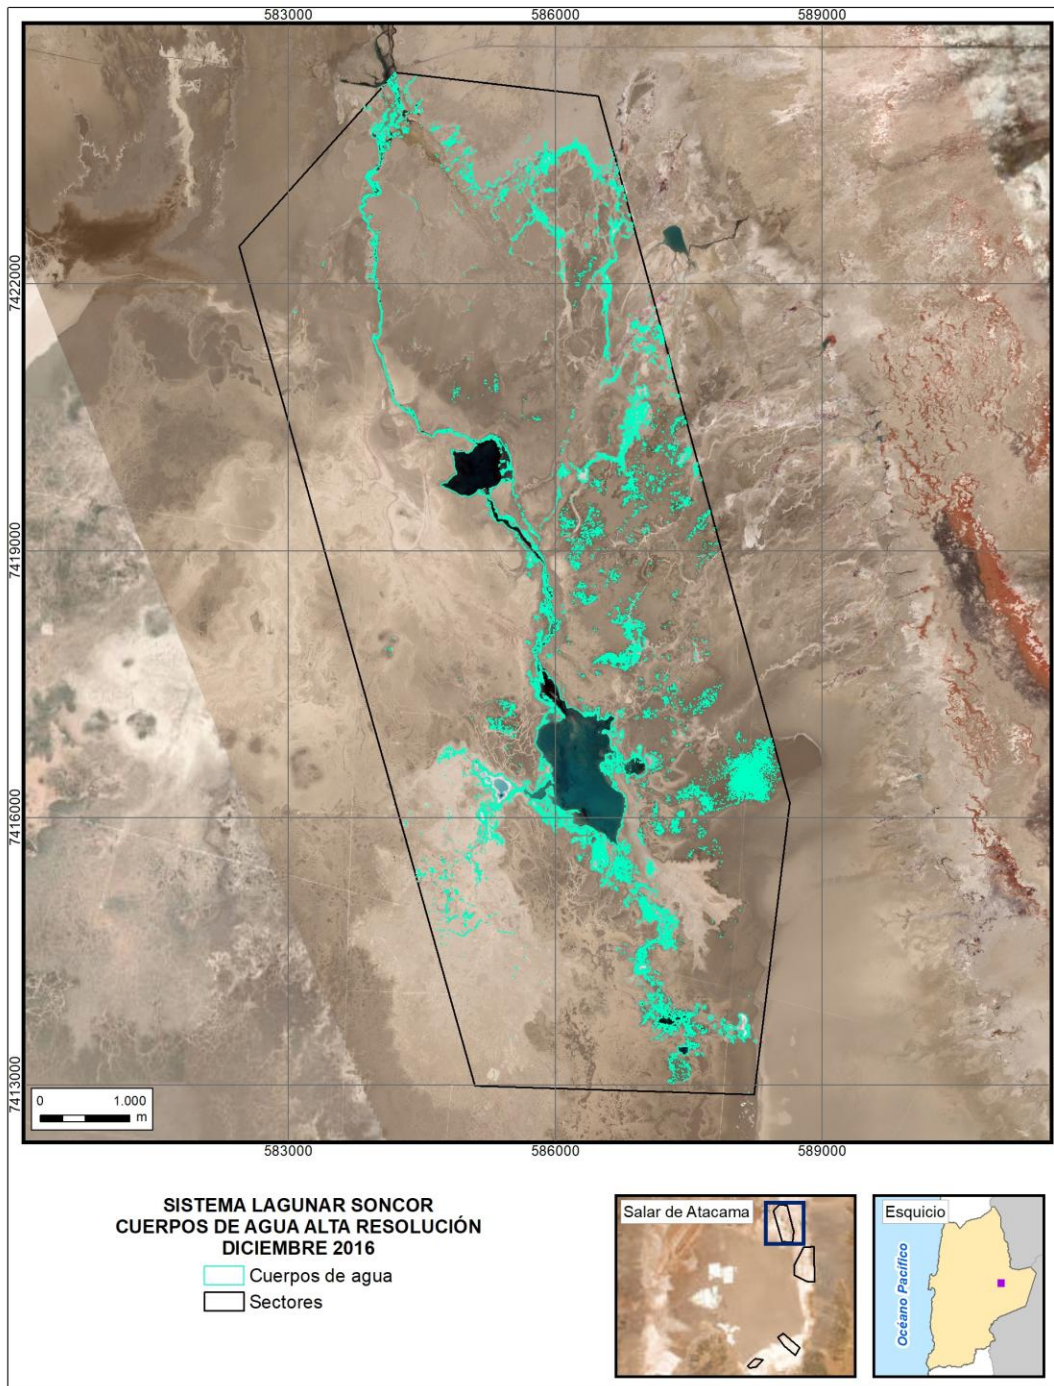 583000
586000
589000
7422000
7419000
7416000
7413000
0
1.000
m
583000
586000
589000
SISTEMA LAGUNAR SONCOR
CUERPOS DE AGUA ALTA RESOLUCIÓN
DICIEMBRE 2016
Cuerpos de agua
Sectores
Salar de Atacama
Esquicio
Océano Pacífico